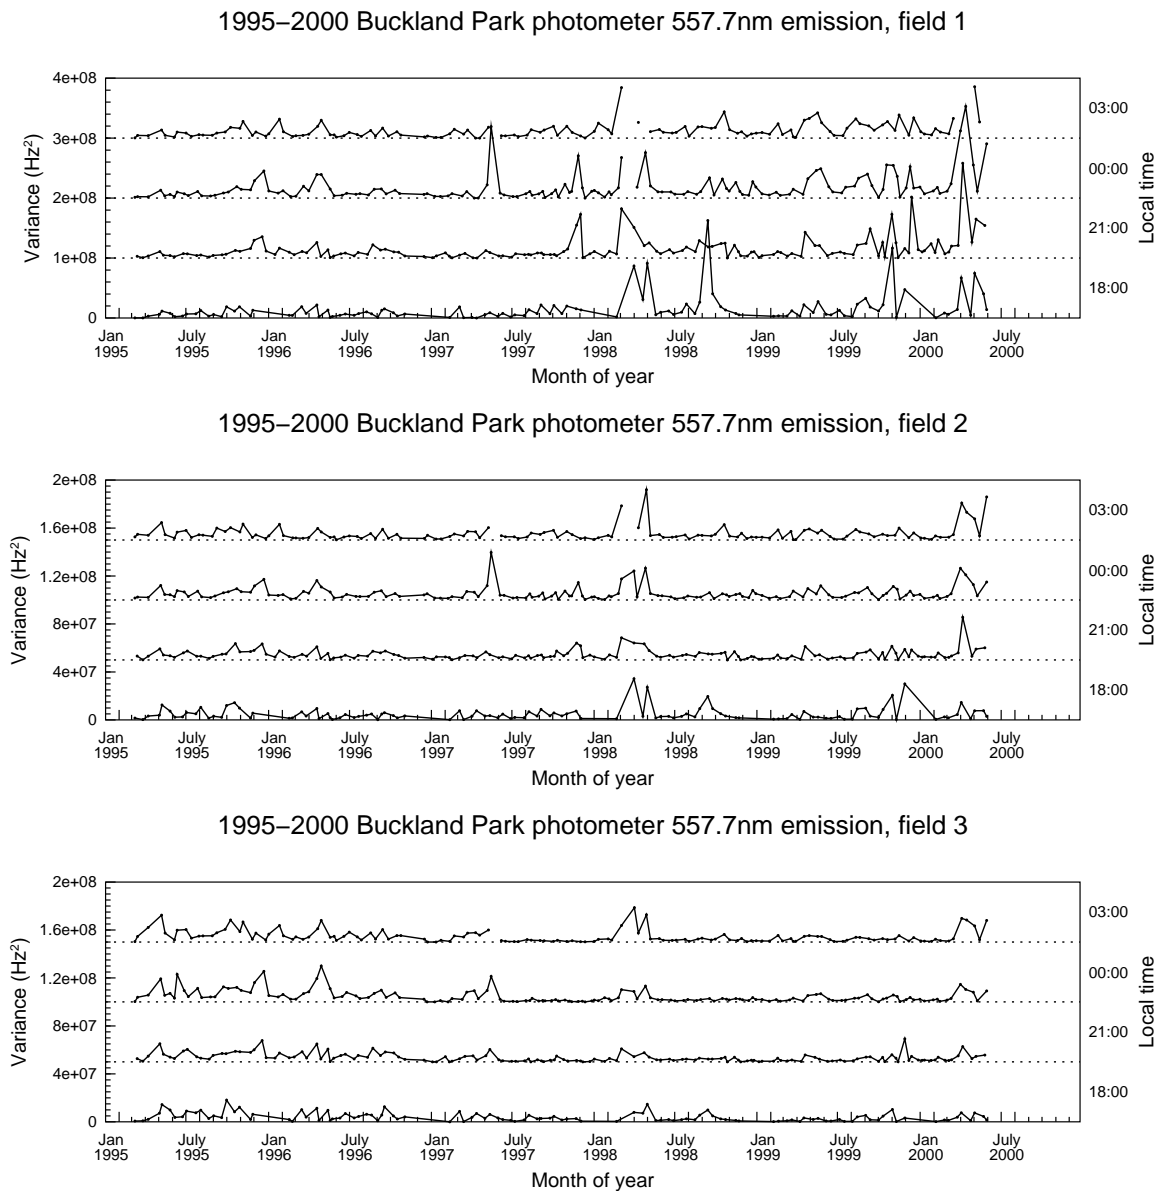 1995−2000 Buckland Park photometer 557.7nm emission, field 1
4e+08
3e+08
2e+08
1e+08
0
Variance (Hz²)
03:00
00:00
21:00
18:00
Local time
Jan July Jan July Jan July Jan July Jan July Jan July
1995 1995 1996 1996 1997 1997 1998 1998 1999 1999 2000 2000
Month of year
1995−2000 Buckland Park photometer 557.7nm emission, field 2
2e+08
1.6e+08
1.2e+08
8e+07
4e+07
0
Variance (Hz²)
03:00
00:00
21:00
18:00
Local time
Jan July Jan July Jan July Jan July Jan July Jan July
1995 1995 1996 1996 1997 1997 1998 1998 1999 1999 2000 2000
Month of year
1995−2000 Buckland Park photometer 557.7nm emission, field 3
2e+08
1.6e+08
1.2e+08
8e+07
4e+07
0
Variance (Hz²)
03:00
00:00
21:00
18:00
Local time
Jan July Jan July Jan July Jan July Jan July Jan July
1995 1995 1996 1996 1997 1997 1998 1998 1999 1999 2000 2000
Month of year